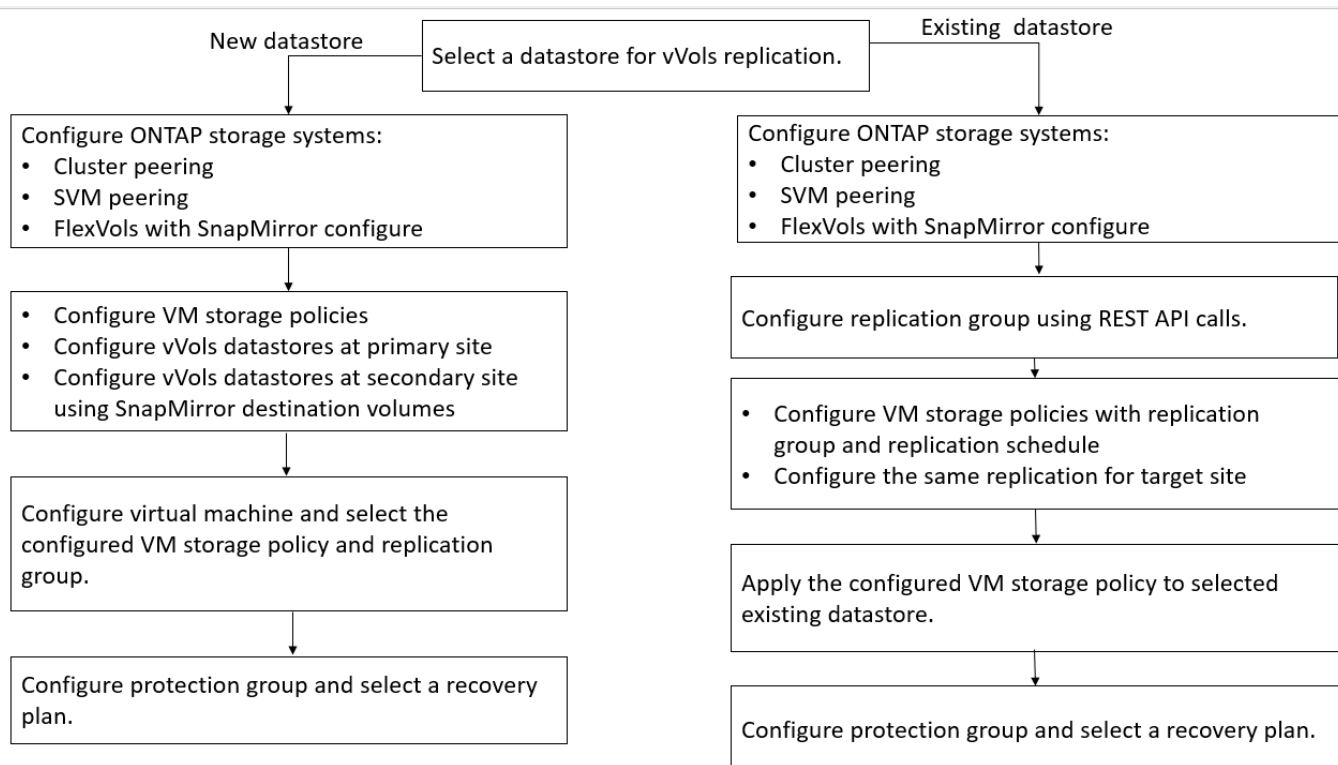 New datastore
Select a datastore for vVols replication.
Existing datastore
Configure ONTAP storage systems:
• Cluster peering
• SVM peering
• FlexVols with SnapMirror configure
• Configure VM storage policies
• Configure vVols datastores at primary site
• Configure vVols datastores at secondary site
using SnapMirror destination volumes
Configure virtual machine and select the
configured VM storage policy and replication
group.
Configure protection group and select a recovery
plan.
Configure ONTAP storage systems:
• Cluster peering
• SVM peering
• FlexVols with SnapMirror configure
Configure replication group using REST API calls.
• Configure VM storage policies with replication
group and replication schedule
• Configure the same replication for target site
Apply the configured VM storage policy to selected
existing datastore.
Configure protection group and select a recovery plan.